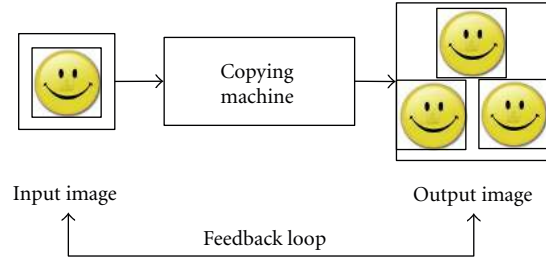 Copying
machine
Input image
Output image
Feedback loop